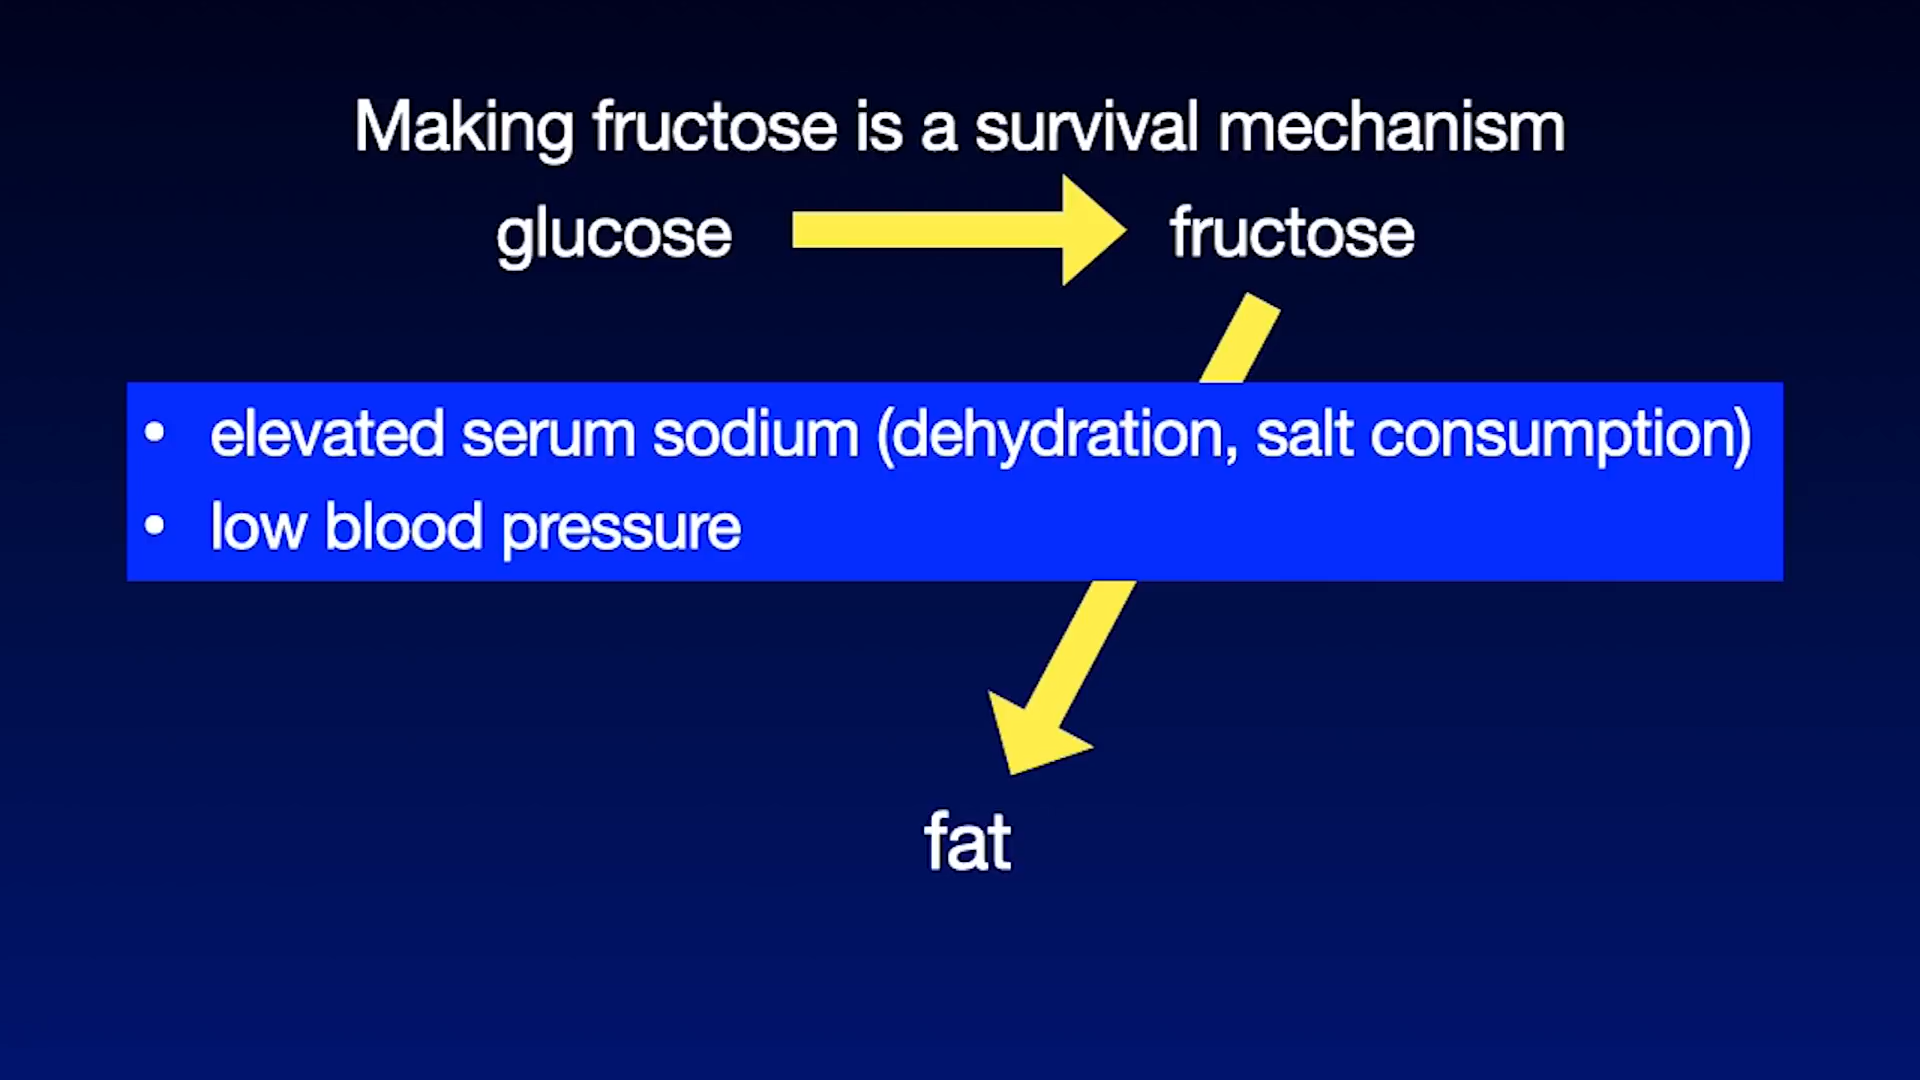 Making fructose is a survival mechanism
glucose fructose
• elevated serum sodium (dehydration, salt consumption)
• low blood pressure
fat